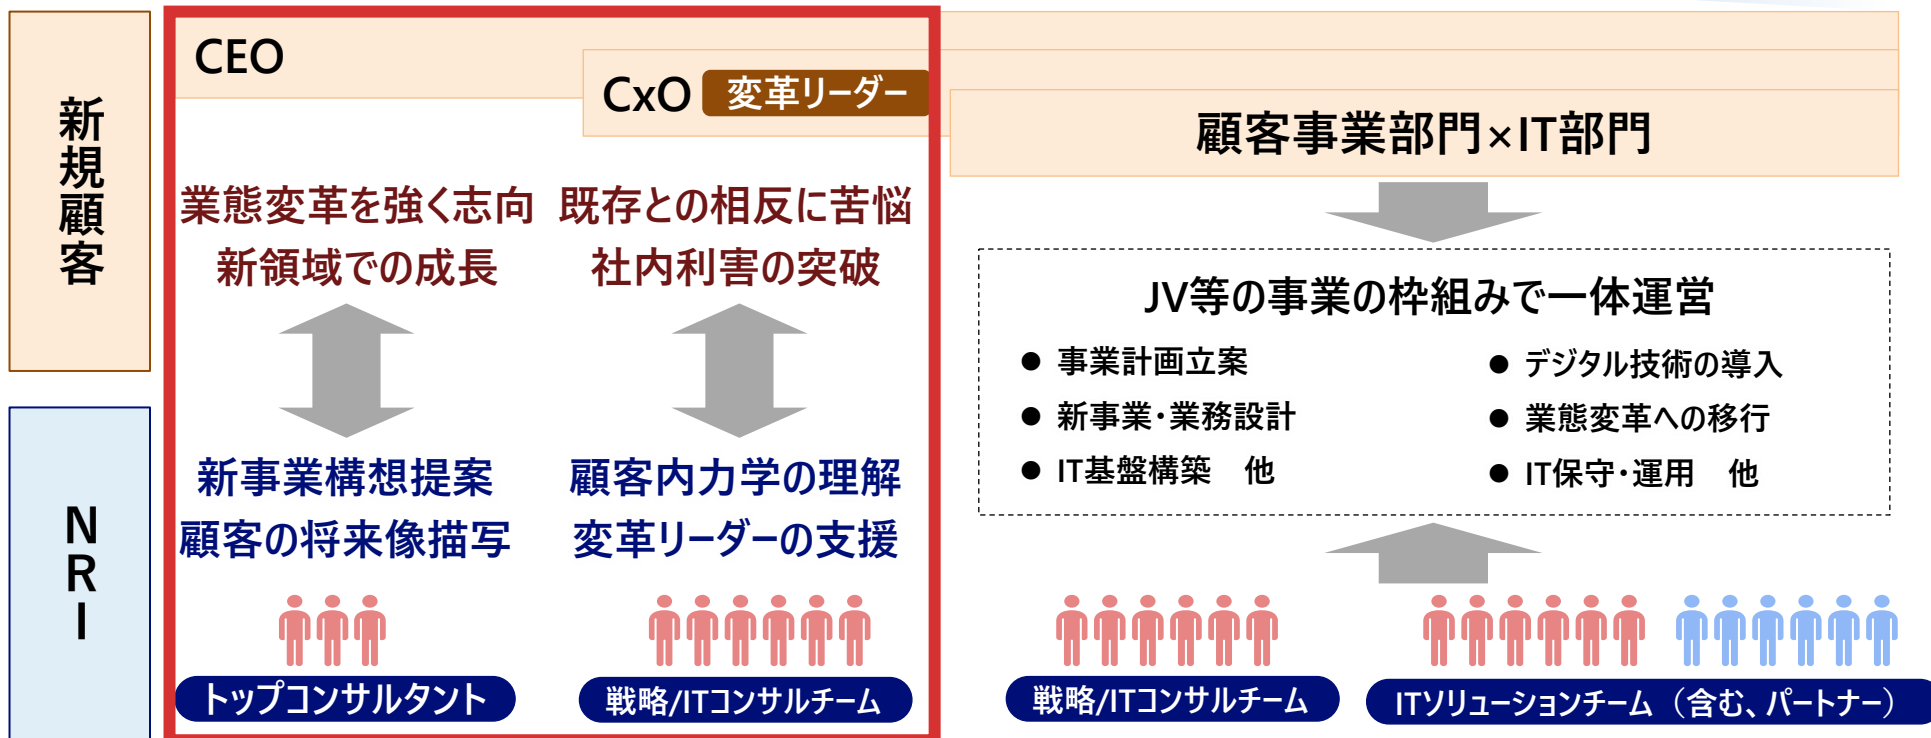 新規顧客
CEO
CxO 変革リーダー
顧客事業部門×IT部門
業態変革を強く志向
新領域での成長
既存との相反に苦悩
社内利害の突破
JV等の事業の枠組みで一体運営
● 事業計画立案
● 新事業・業務設計
● IT基盤構築　他
● デジタル技術の導入
● 業態変革への移行
● IT保守・運用　他
NRI
新事業構想提案
顧客の将来像描写
顧客内力学の理解
変革リーダーの支援
トップコンサルタント
戦略/ITコンサルチーム
戦略/ITコンサルチーム
ITソリューションチーム（含む、パートナー）